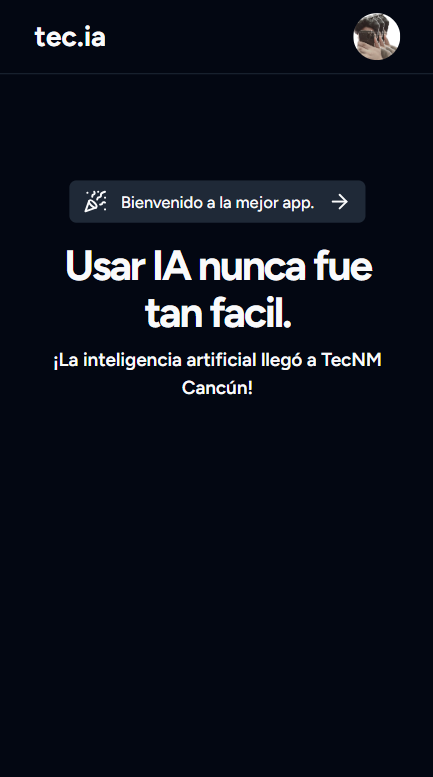 tec.ia
Bienvenido a la mejor app.
Usar IA nunca fue
tan facil.
¡La inteligencia artificial llegó a TecNM
Cancún!